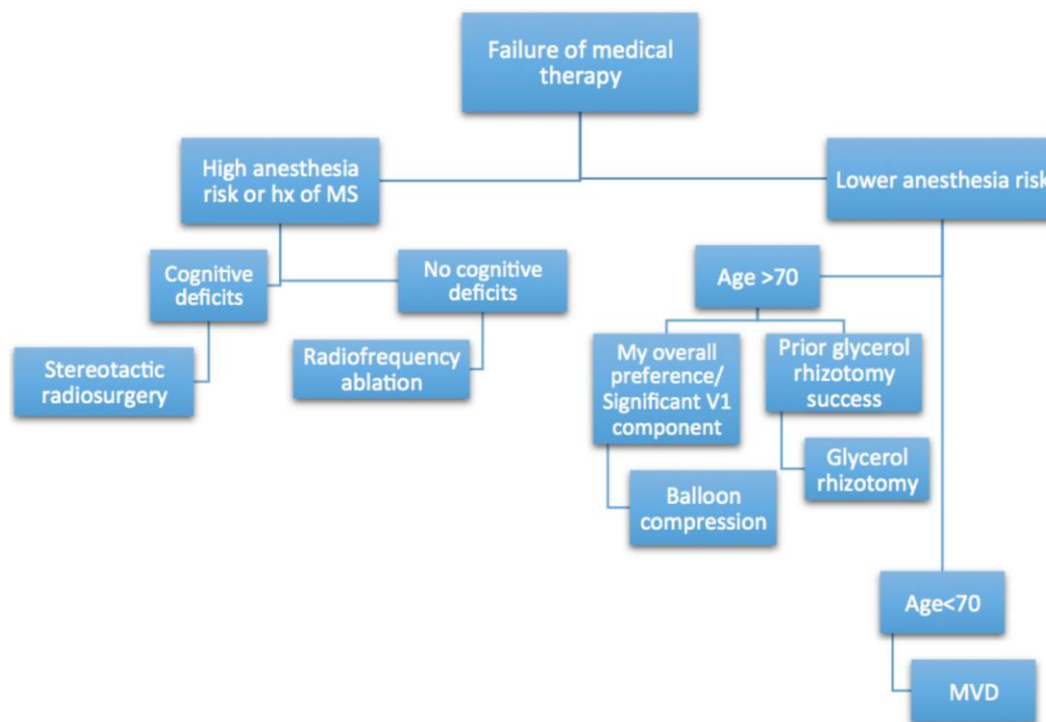 Failure of medical
therapy
High anesthesia
risk or hx of MS
Lower anesthesia risk
Cognitive
deficits
No cognitive
deficits
Stereotactic
radiosurgery
Radiofrequency
ablation
Age >70
My overall
preference/
Significant V1
component
Prior glycerol
rhizotomy
success
Balloon
compression
Glycerol
rhizotomy
Age<70
MVD